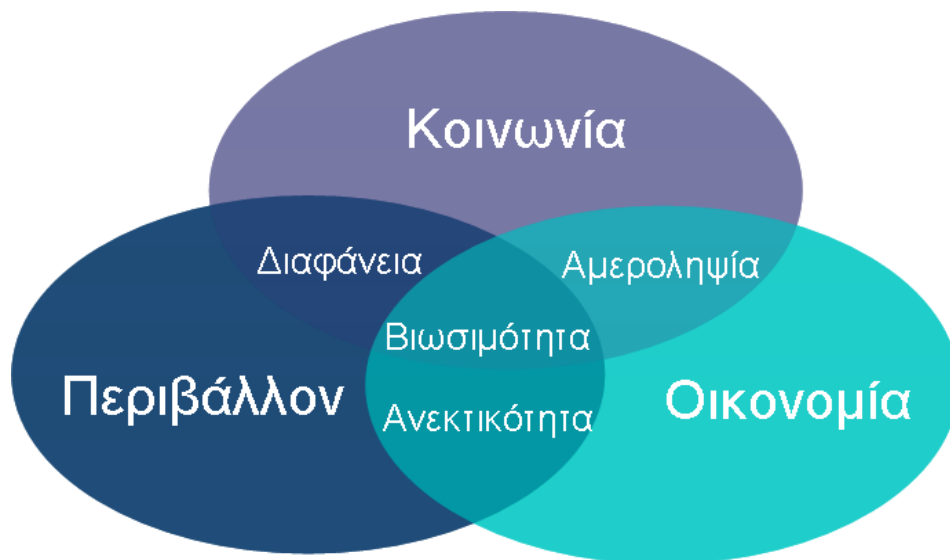 Κοινωνία
Διαφάνεια
Αμεροληψία
Βιωσιμότητα
Περιβάλλον
Οικονομία
Ανεκτικότητα